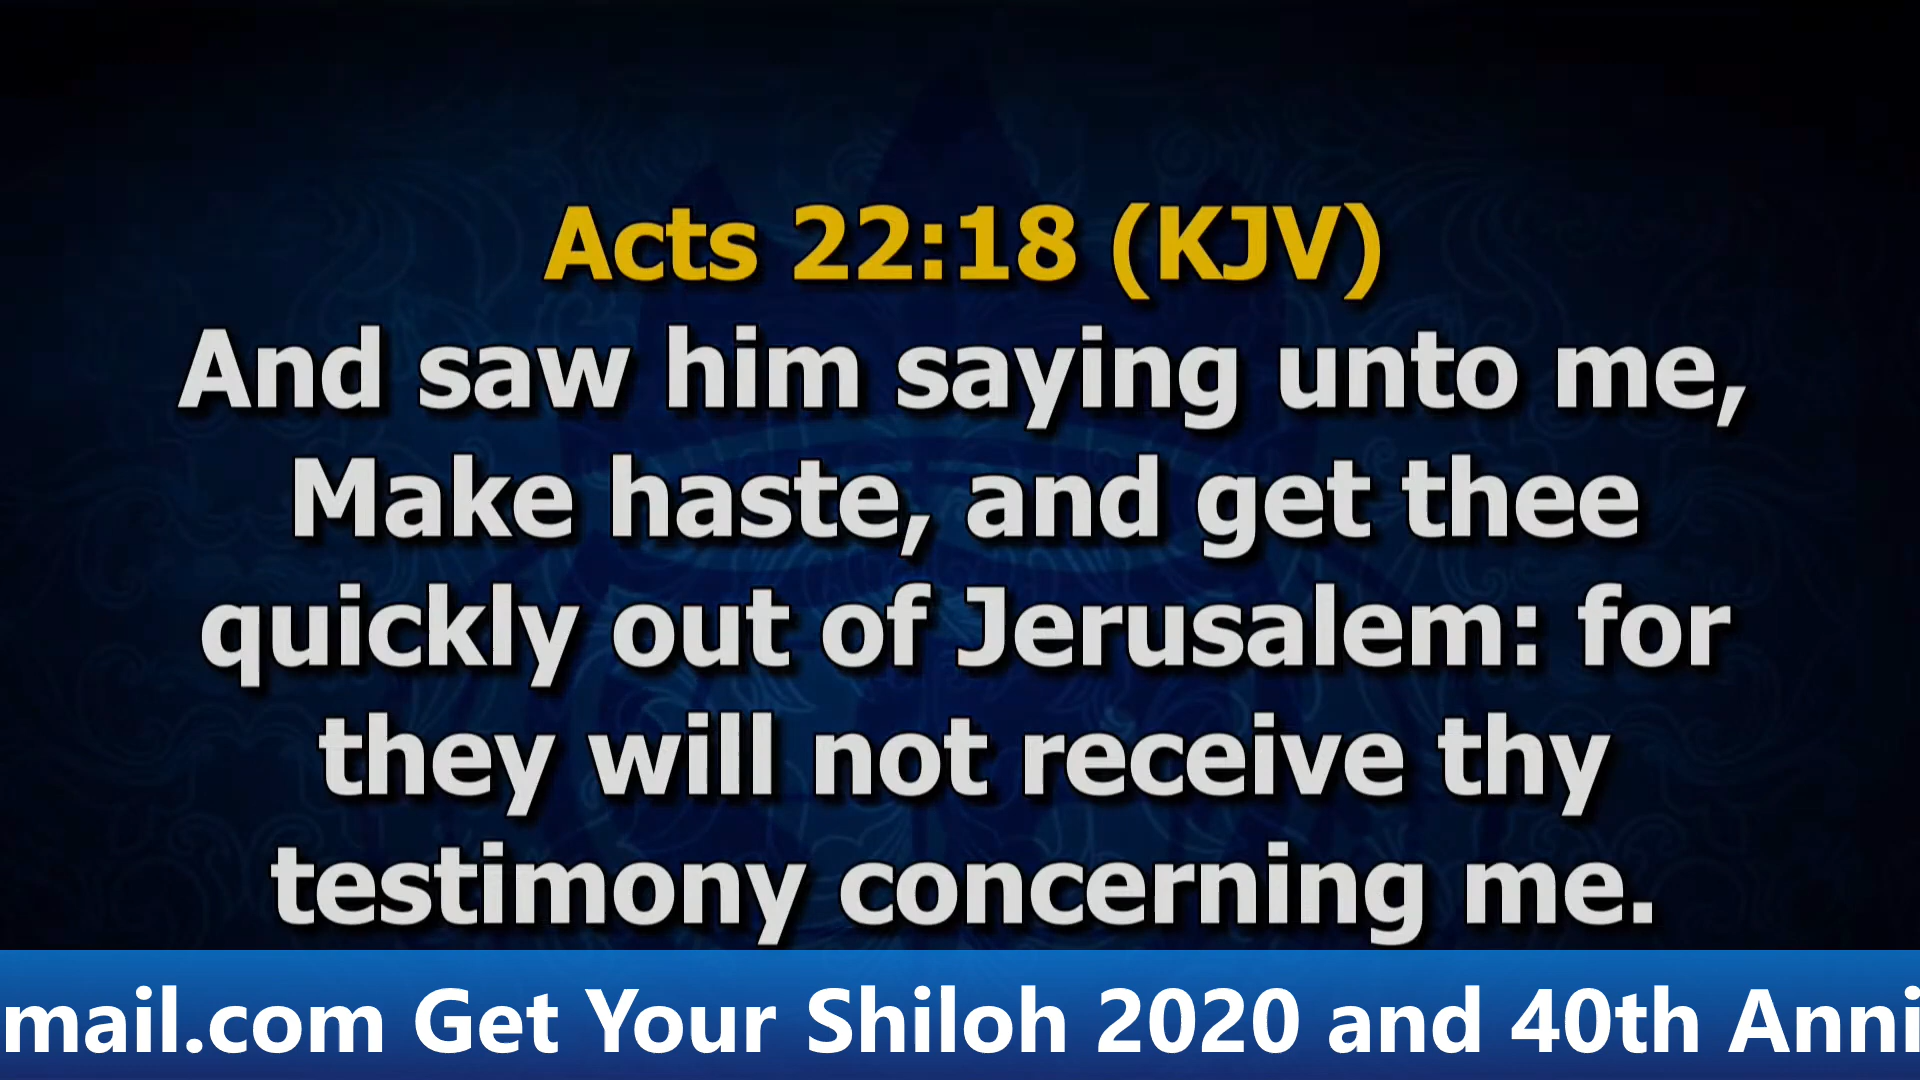 Acts 22:18 (KJV)
And saw him saying unto me,
Make haste, and get thee
quickly out of Jerusalem: for
they will not receive thy
testimony concerning me.
mail.com Get Your Shiloh 2020 and 40th Anni